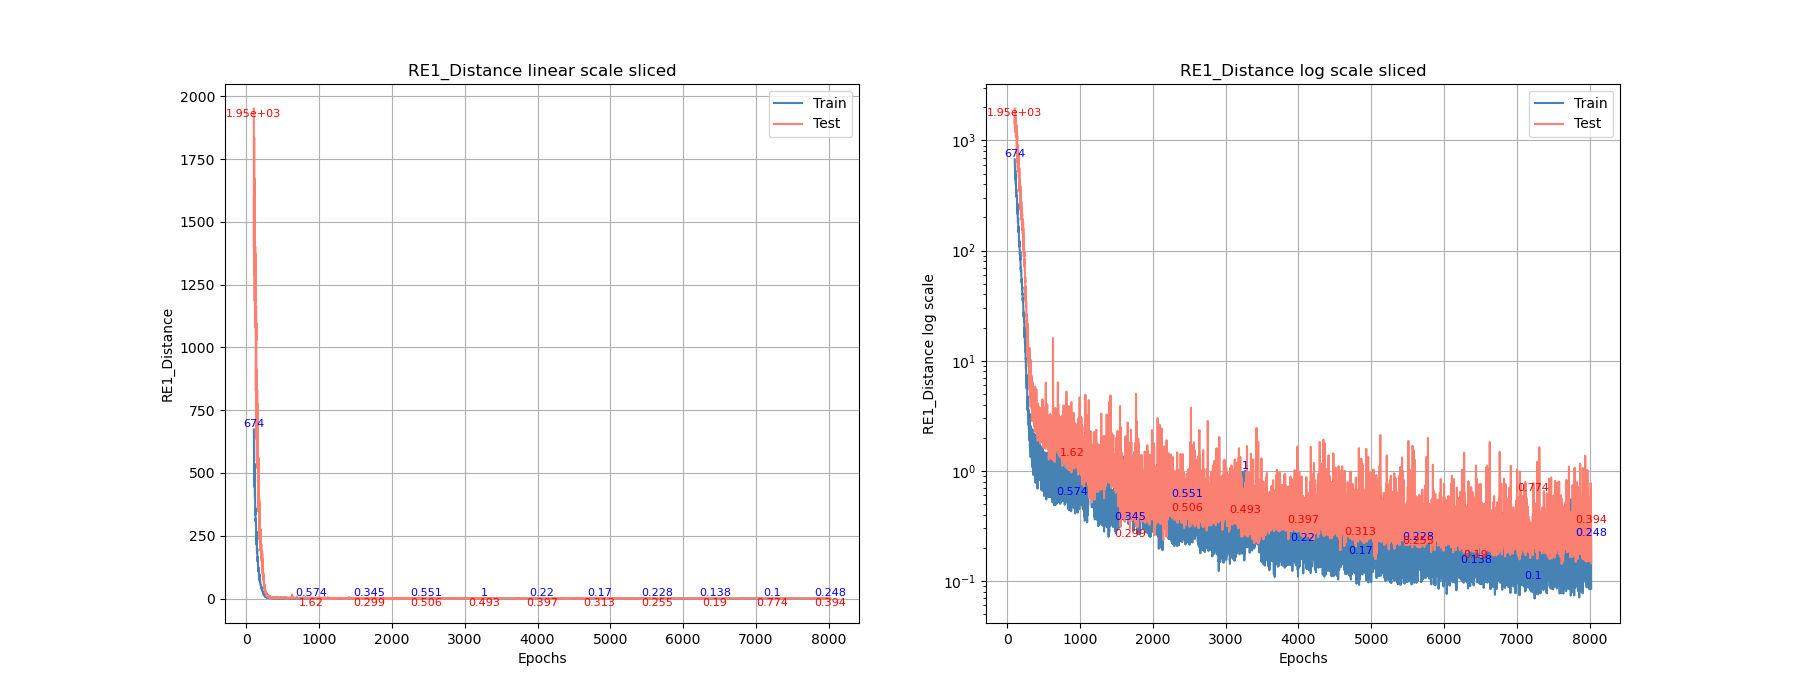 RE1_Distance linear scale sliced
RE1_Distance
2000
1750
1500
1250
1000
750
500
250
0
1.95e+03
674
0.574 0.345 0.551 1 0.22 0.17 0.228 0.138 0.1 0.248
1.62 0.299 0.506 0.493 0.397 0.313 0.255 0.19 0.774 0.394
Train
Test
0 1000 2000 3000 4000 5000 6000 7000 8000
Epochs
RE1_Distance log scale sliced
RE1_Distance log scale
10³
10²
10¹
10⁰
10⁻¹
1.95e+03
674
Train
Test
1.62
0.574
0.345
0.299
0.551
0.506
1
0.493
0.397
0.22
0.313
0.17
0.228
0.255
0.19
0.138
0.774
0.1
0.394
0.248
0 1000 2000 3000 4000 5000 6000 7000 8000
Epochs